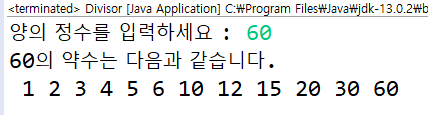 <terminated> Divisor [Java Application] C:₩Program Files₩Java₩jdk-13.0.2₩b
양의 정수를 입력하세요 : 60
60의 약수는 다음과 같습니다.
1 2 3 4 5 6 10 12 15 20 30 60